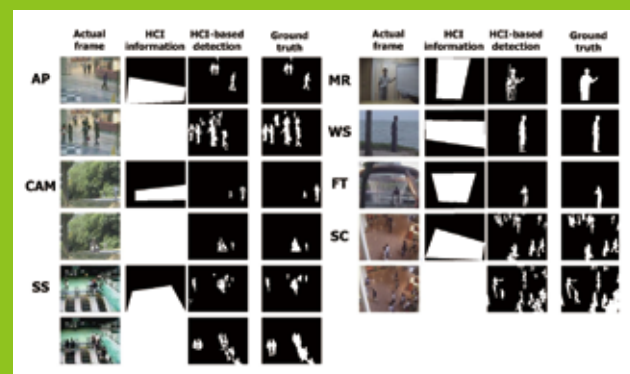 Actual frame
HCI information
HCI-based detection
Ground truth
Actual frame
HCI information
HCI-based detection
Ground truth
AP
MR
WS
CAM
FT
SC
SS